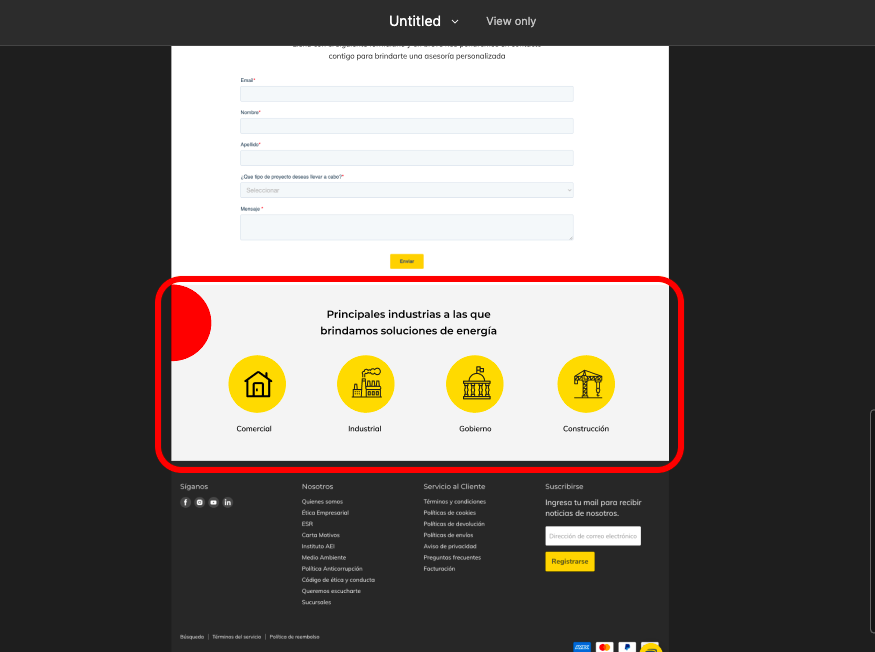 Untitled
View only
contigo para brindarte una asesoría personalizada
Email*
Nombre*
Apellido*
¿Que tipo de proyecto deseas llevar a cabo?*
Seleccionar
Mensaje *
Enviar
Principales industrias a las que
brindamos soluciones de energía
Comercial
Industrial
Gobierno
Construcción
Síganos
Nosotros
Quienes somos
Ética Empresarial
ESR
Carta Motivos
Instituto AEI
Medio Ambiente
Política Anticorrupción
Código de ética y conducta
Queremos escucharte
Sucursales
Servicio al Cliente
Términos y condiciones
Políticas de cookies
Políticas de devolución
Políticas de envíos
Aviso de privacidad
Preguntas frecuentes
Facturación
Suscribirse
Ingresa tu mail para recibir
noticias de nosotros.
Dirección de correo electrónico
Registrarse
Búsqueda | Términos del servicio | Política de reembolso